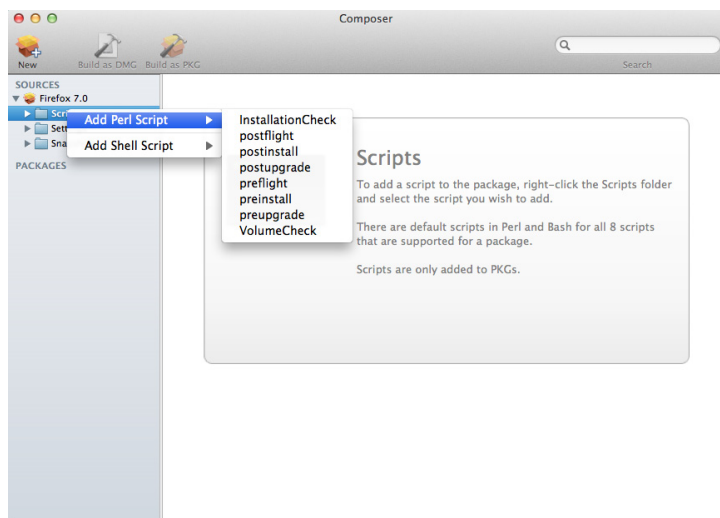 Composer
New
Build as DMG
Build as PKG
Search
SOURCES
Firefox 7.0
Scri
Sett
Sna
PACKAGES
Add Perl Script
Add Shell Script
InstallationCheck
postflight
postinstall
postupgrade
preflight
preinstall
preupgrade
VolumeCheck
Scripts
To add a script to the package, right-click the Scripts folder
and select the script you wish to add.
There are default scripts in Perl and Bash for all 8 scripts
that are supported for a package.
Scripts are only added to PKGs.